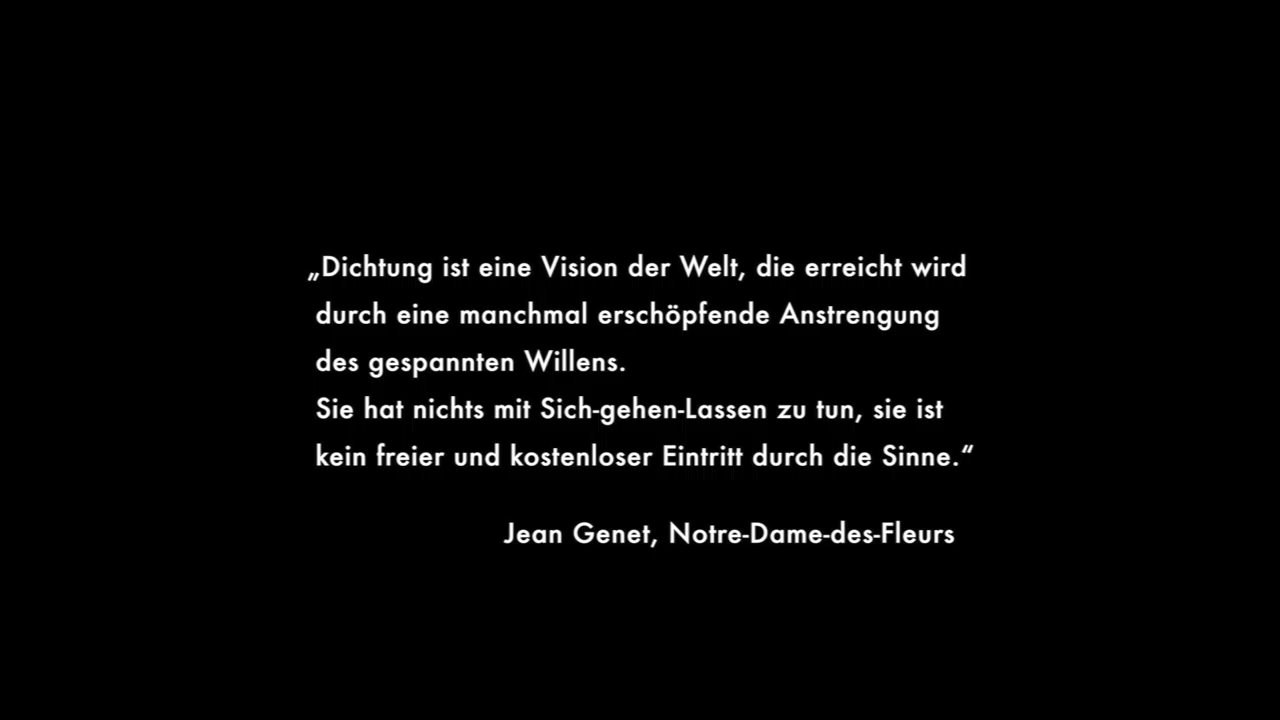 „Dichtung ist eine Vision der Welt, die erreicht wird
durch eine manchmal erschöpfende Anstrengung
des gespannten Willens.
Sie hat nichts mit Sich-gehen-Lassen zu tun, sie ist
kein freier und kostenloser Eintritt durch die Sinne.“
Jean Genet, Notre-Dame-des-Fleurs